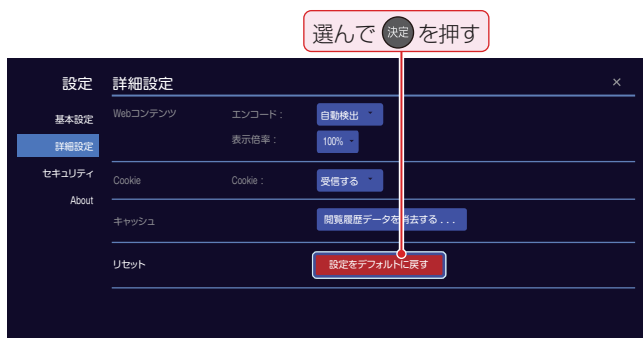 選んで 決定 を押す
設定
詳細設定
×
基本設定
詳細設定
セキュリティ
About
Webコンテンツ
エンコード：
自動検出
表示倍率：
100%
Cookie
Cookie：
受信する
キャッシュ
閲覧履歴データを消去する...
リセット
設定をデフォルトに戻す